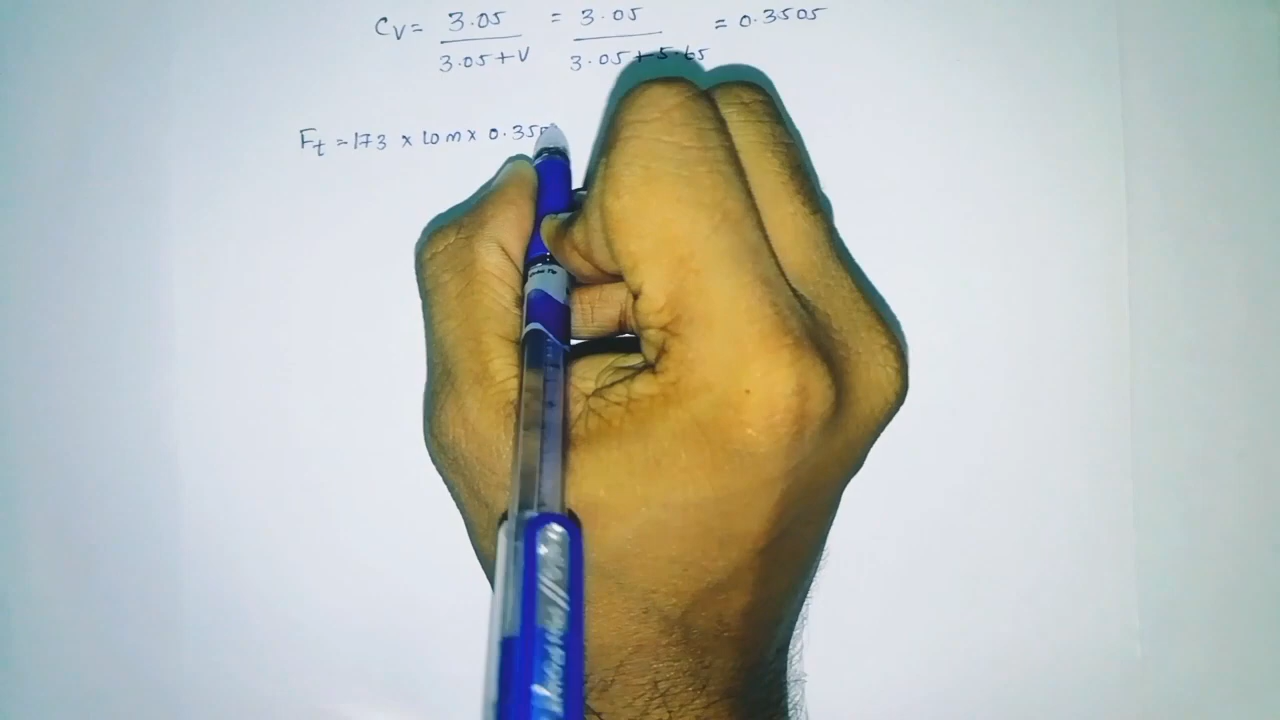 Cv = 3.05 / 3.05+V = 3.05 / 3.05+5.65 = 0.3505
Ft = 173 × 10m × 0.35